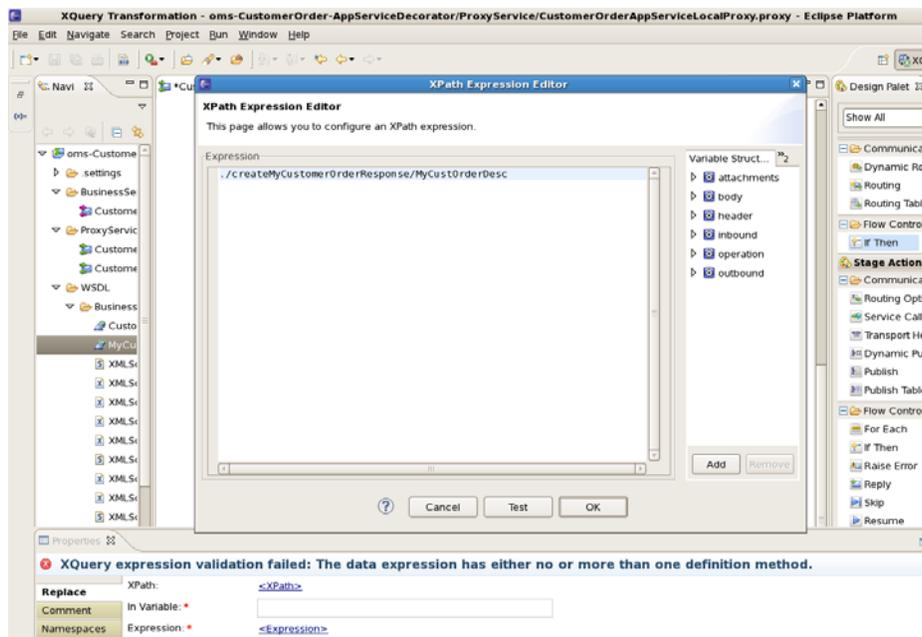 XQuery Transformation - oms-CustomerOrder-AppServiceDecorator/ProxyService/CustomerOrderAppServiceLocalProxy.proxy - Eclipse Platform
File Edit Navigate Search Project Run Window Help
Navi
*Cu
XPath Expression Editor
Design Palet
XPath Expression Editor
This page allows you to configure an XPath expression.
Show All
Expression
Variable Struct...
»2
./createMyCustomerOrderResponse/MyCustOrderDesc
oms-Custome
.settings
BusinessSe
Custome
ProxyServic
Custome
Custome
WSDL
Business
Custo
MyCu
XMLS
XMLS
XMLS
XMLS
XMLS
XMLS
XMLS
XMLS
XMLS
attachments
body
header
inbound
operation
outbound
Communica
Dynamic Ro
Routing
Routing Tabl
Flow Contro
If Then
Stage Action
Communica
Routing Opt
Service Call
Transport He
Dynamic Pu
Publish
Publish Tabl
Flow Contro
For Each
If Then
Raise Error
Reply
Skip
Resume
Add
Remove
Cancel
Test
OK
Properties
XQuery expression validation failed: The data expression has either no or more than one definition method.
Replace
Comment
Namespaces
XPath: <XPath>
In Variable: *
Expression: * <Expression>